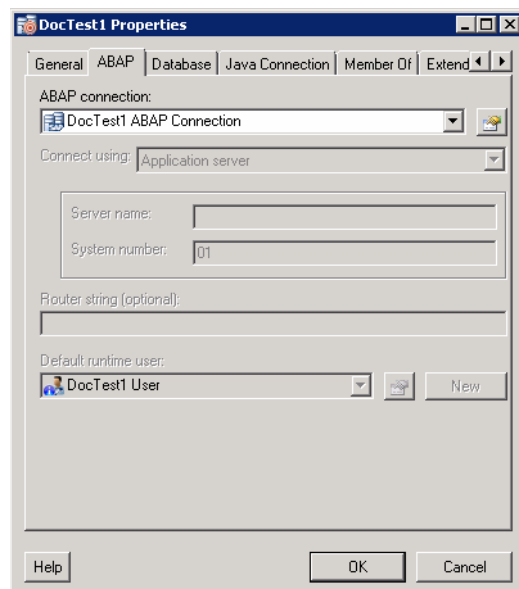 DocTest1 Properties
General ABAP Database Java Connection Member Of Extend
ABAP connection:
DocTest1 ABAP Connection
Connect using: Application server
Server name:
System number: 01
Router string (optional):
Default runtime user:
DocTest1 User New
Help OK Cancel